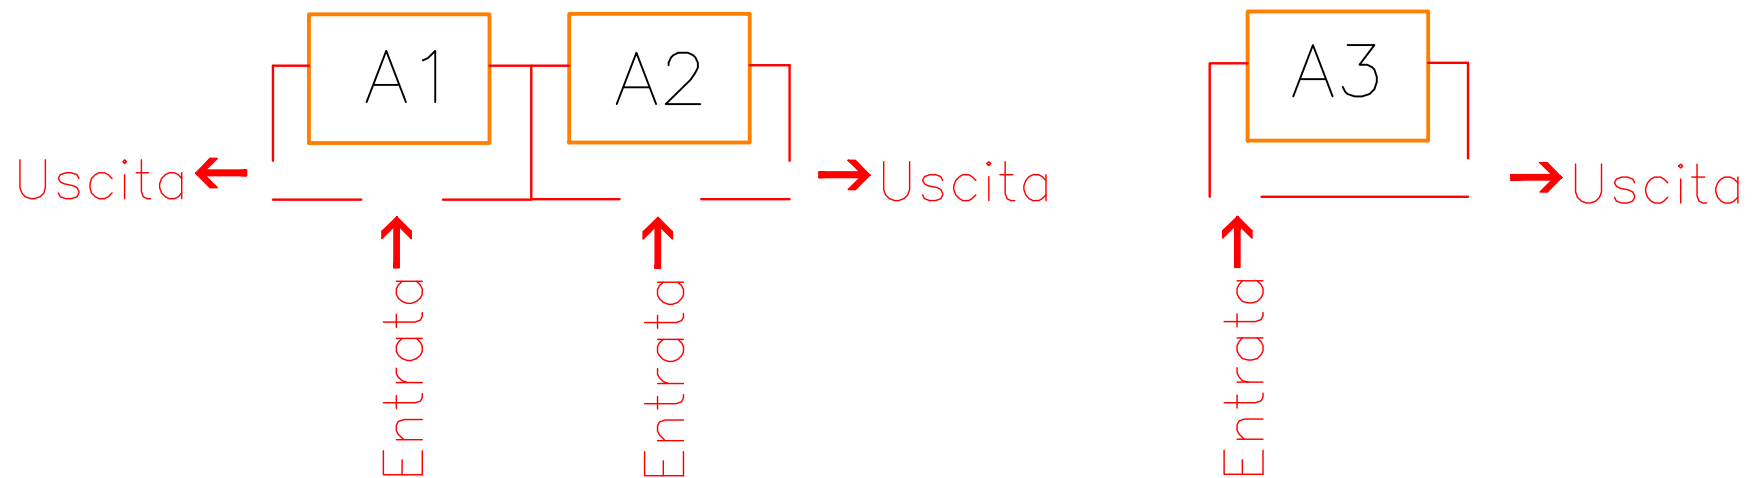 A1
A2
A3
Uscita
Uscita
Uscita
Entrata
Entrata
Entrata